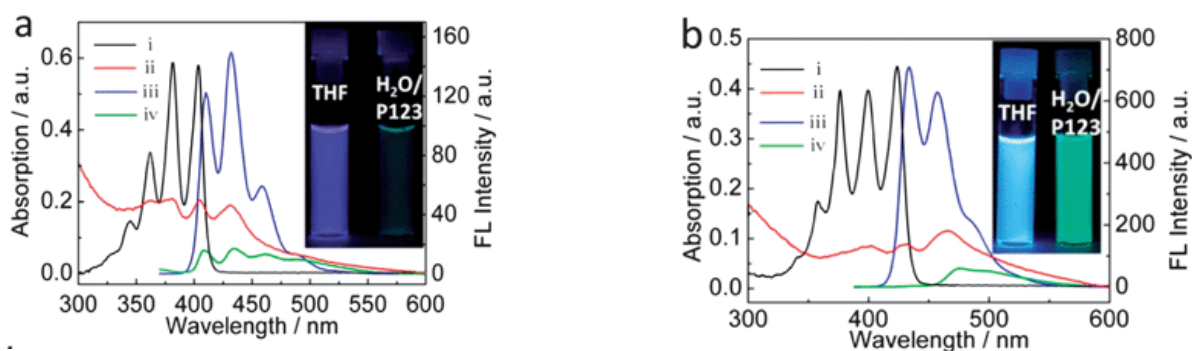 a
0.6
0.4
0.2
0.0
Absorption / a.u.
i
ii
iii
iv
THF
H₂O/
P123
160
120
80
40
0
FL Intensity / a.u.
300 350 400 450 500 550 600
Wavelength / nm
b
0.5
0.4
0.3
0.2
0.1
0.0
Absorption / a.u.
i
ii
iii
iv
THF
H₂O/
P123
800
600
400
200
0
FL Intensity / a.u.
300 400 500 600
Wavelength / nm